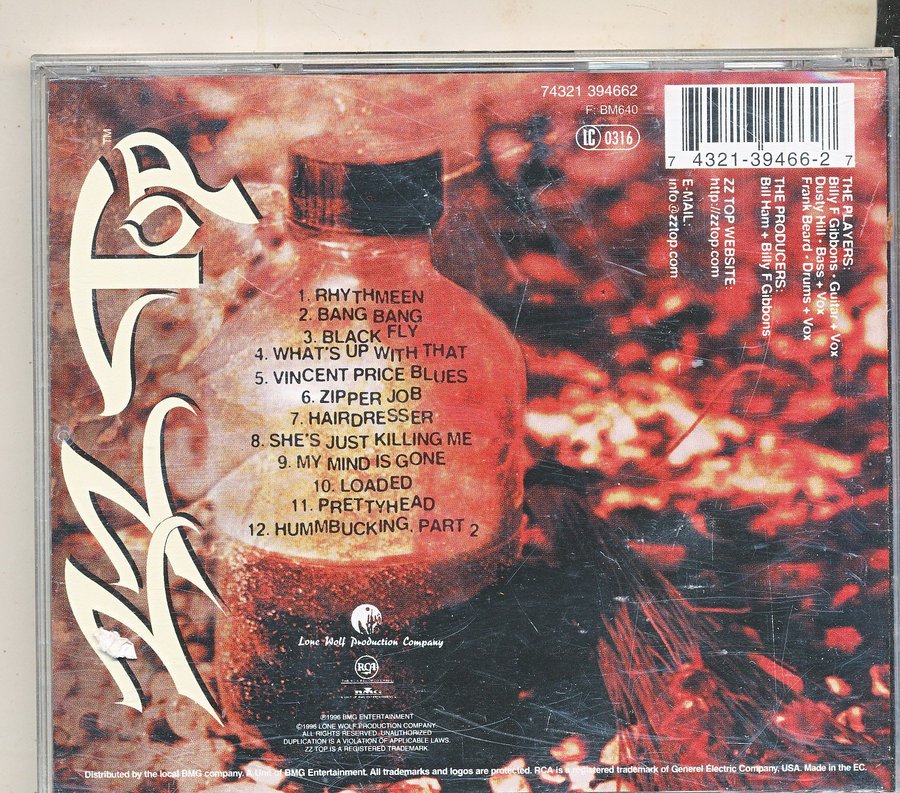 74321 394662
F: BM640
LC 0316
7 4321-39466-2 7
ZZ TOP™
THE PLAYERS:
Billy F Gibbons • Guitar + Vox
Dusty Hill • Bass + Vox
Frank Beard • Drums + Vox
THE PRODUCERS:
Bill Ham + Billy F Gibbons
ZZ TOP WEBSITE
http://zztop.com
E-MAIL:
info@zztop.com
1. RHYTHMEEN
2. BANG BANG
3. BLACK FLY
4. WHAT'S UP WITH THAT
5. VINCENT PRICE BLUES
6. ZIPPER JOB
7. HAIRDRESSER
8. SHE'S JUST KILLING ME
9. MY MIND IS GONE
10. LOADED
11. PRETTYHEAD
12. HUMMBUCKING, PART 2
Lone Wolf Production Company
RCA
BMG
℗1996 BMG ENTERTAINMENT
©1996 LONE WOLF PRODUCTION COMPANY
ALL RIGHTS RESERVED. UNAUTHORIZED
DUPLICATION IS A VIOLATION OF APPLICABLE LAWS.
ZZ TOP IS A REGISTERED TRADEMARK
Distributed by the local BMG company. A Unit of BMG Entertainment. All trademarks and logos are protected. RCA is a registered trademark of Generel Electric Company, USA. Made in the EC.